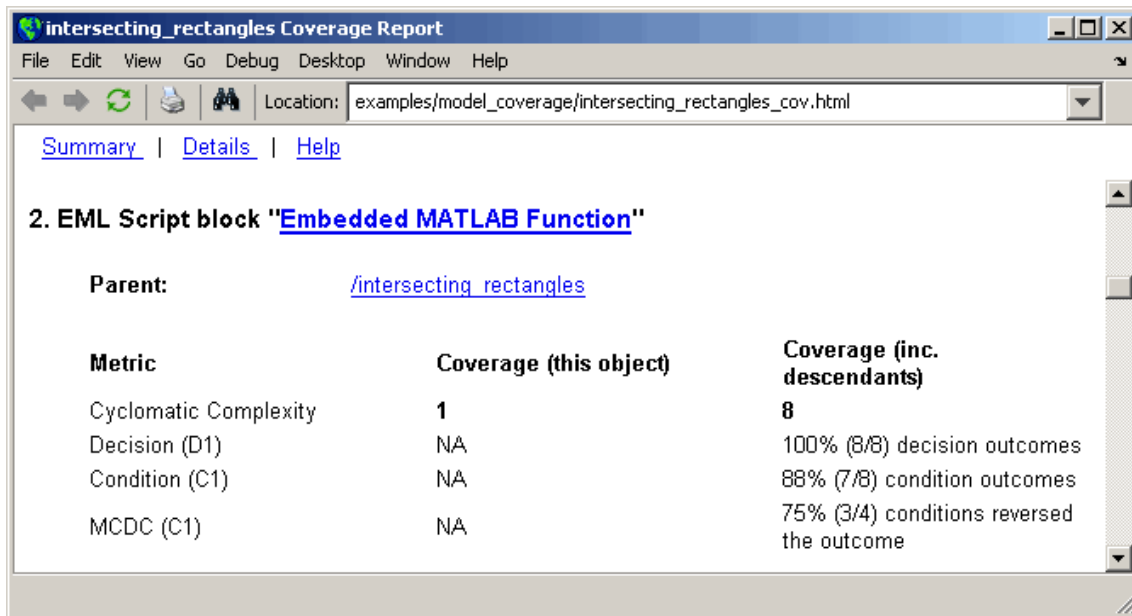 intersecting_rectangles Coverage Report
File Edit View Go Debug Desktop Window Help
Location: examples/model_coverage/intersecting_rectangles_cov.html
Summary | Details | Help
2. EML Script block "Embedded MATLAB Function"
Parent: /intersecting_rectangles
Metric Coverage (this object) Coverage (inc. descendants)
Cyclomatic Complexity 1 8
Decision (D1) NA 100% (8/8) decision outcomes
Condition (C1) NA 88% (7/8) condition outcomes
MCDC (C1) NA 75% (3/4) conditions reversed the outcome